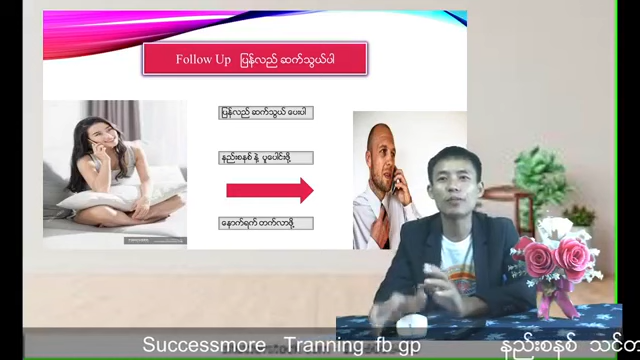 Follow Up ပြန်လည် ဆက်သွယ်ပါ
ပြန်လည် ဆက်သွယ် ပေးပါ
နည်းစနစ် နဲ့ ပူပေါင်းဖို့
နောက်ရက် တက်လာဖို့
Successmore Tranning fb gp နည်းစနစ် သင်တ